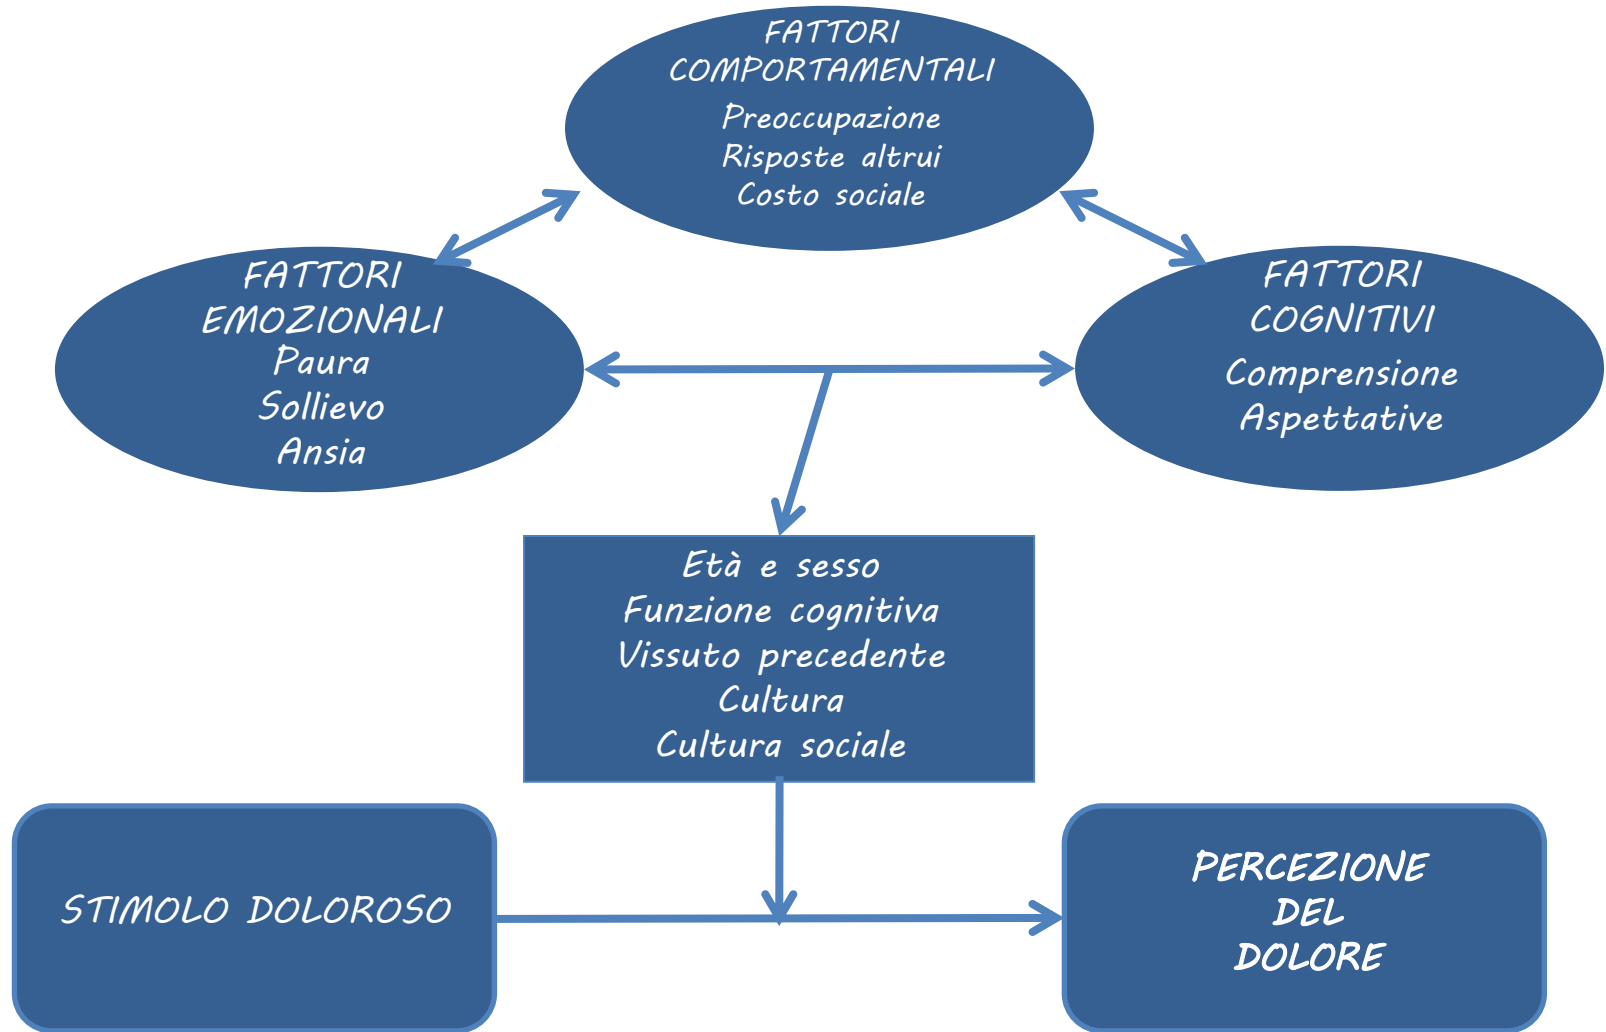 FATTORI
COMPORTAMENTALI
Preoccupazione
Risposte altrui
Costo sociale
FATTORI
EMOZIONALI
Paura
Sollievo
Ansia
FATTORI
COGNITIVI
Comprensione
Aspettative
Età e sesso
Funzione cognitiva
Vissuto precedente
Cultura
Cultura sociale
STIMOLO DOLOROSO
PERCEZIONE
DEL
DOLORE